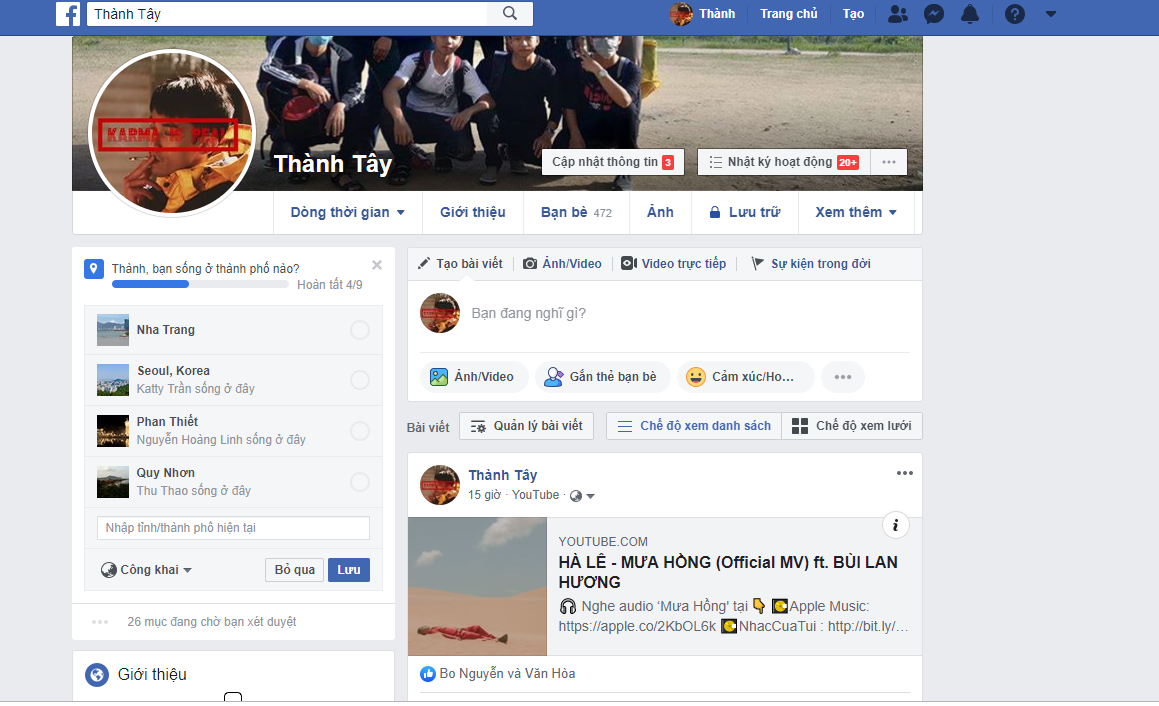 Thành Tây
Thành Trang chủ Tạo
KARMA IS REAL
Thành Tây
Cập nhật thông tin 3
Nhật ký hoạt động 20+
Dòng thời gian Giới thiệu Bạn bè 472 Ảnh Lưu trữ Xem thêm
Thành, bạn sống ở thành phố nào?
Hoàn tất 4/9
Nha Trang
Seoul, Korea
Katty Trần sống ở đây
Phan Thiết
Nguyễn Hoàng Linh sống ở đây
Quy Nhơn
Thu Thao sống ở đây
Nhập tỉnh/thành phố hiện tại
Công khai Bỏ qua Lưu
26 mục đang chờ bạn xét duyệt
Giới thiệu
Tạo bài viết Ảnh/Video Video trực tiếp Sự kiện trong đời
Bạn đang nghĩ gì?
Ảnh/Video Gắn thẻ bạn bè Cảm xúc/Ho...
Bài viết Quản lý bài viết Chế độ xem danh sách Chế độ xem lưới
Thành Tây
15 giờ · YouTube ·
YOUTUBE.COM
HÀ LÊ - MƯA HỒNG (Official MV) ft. BÙI LAN
HƯƠNG
🎧 Nghe audio ‘Mưa Hồng’ tại 👇 Apple Music:
https://apple.co/2KbOL6k NhacCuaTui : http://bit.ly/...
Bo Nguyễn và Văn Hòa